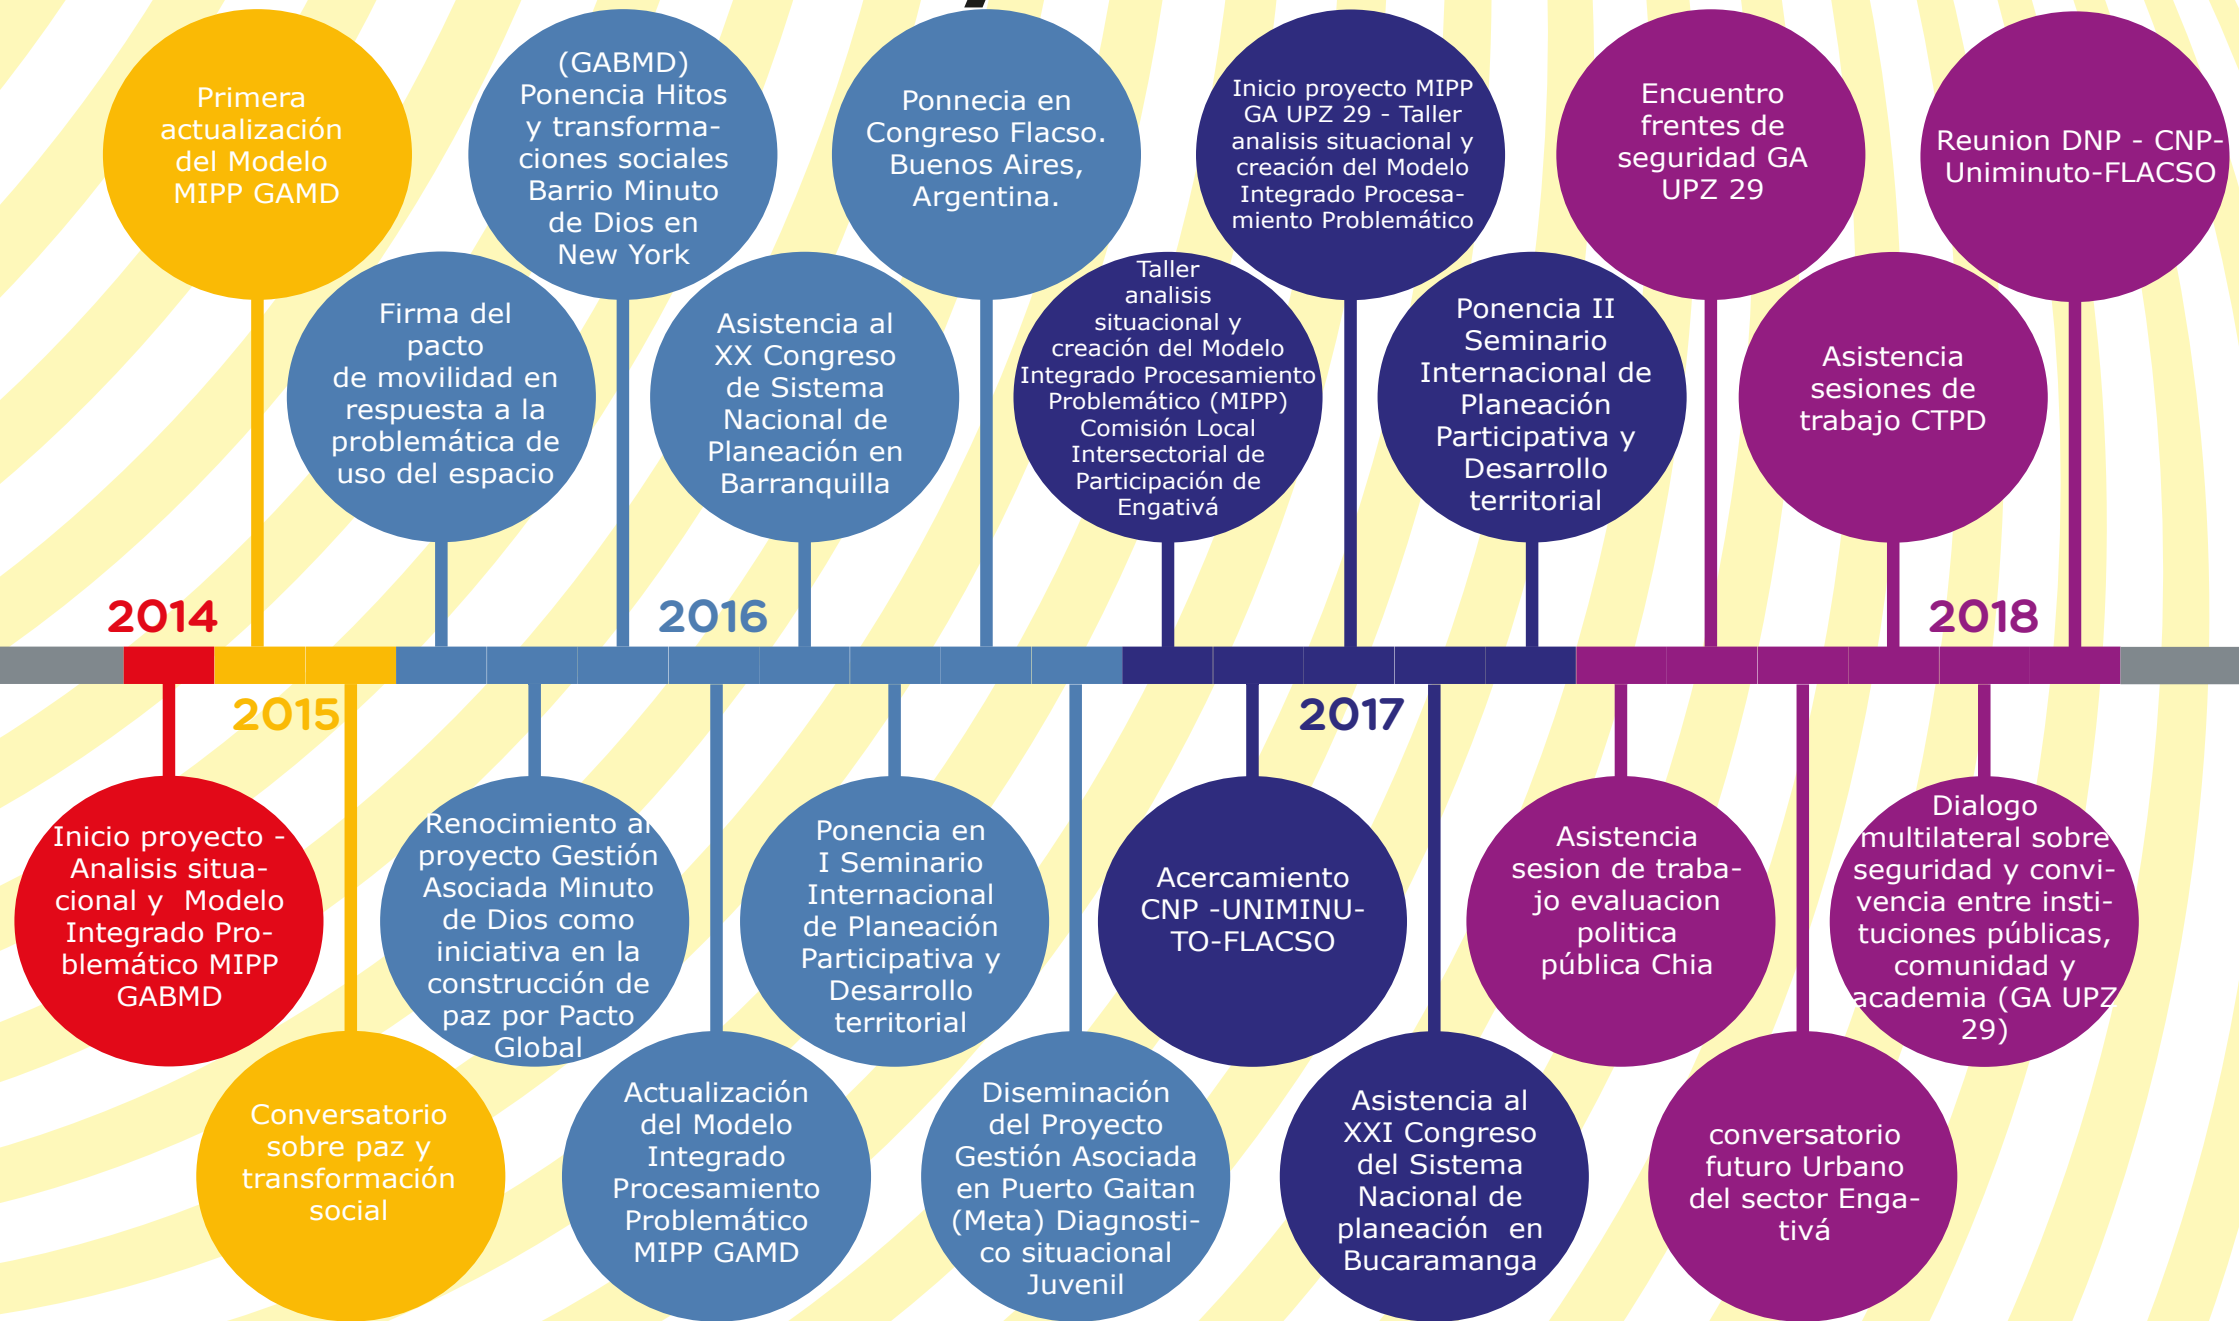 Primera
actualización
del Modelo
MIPP GAMD
(GABMD)
Ponencia Hitos
y transforma-
ciones sociales
Barrio Minuto
de Dios en
New York
Ponnecia en
Congreso Flacso.
Buenos Aires,
Argentina.
Inicio proyecto MIPP
GA UPZ 29 - Taller
analisis situacional y
creación del Modelo
Integrado Procesa-
miento Problemático
Encuentro
frentes de
seguridad GA
UPZ 29
Reunion DNP - CNP-
Uniminuto-FLACSO
Firma del
pacto
de movilidad en
respuesta a la
problemática de
uso del espacio
Asistencia al
XX Congreso
de Sistema
Nacional de
Planeación en
Barranquilla
Taller
analisis
situacional y
creación del Modelo
Integrado Procesamiento
Problemático (MIPP)
Comisión Local
Intersectorial de
Participación de
Engativá
Ponencia II
Seminario
Internacional de
Planeación
Participativa y
Desarrollo
territorial
Asistencia
sesiones de
trabajo CTPD
2014
2016
2018
2015
2017
Inicio proyecto -
Analisis situa-
cional y  Modelo
Integrado Pro-
blemático MIPP
GABMD
Renocimiento al
proyecto Gestión
Asociada Minuto
de Dios como
iniciativa en la
construcción de
paz por Pacto
Global
Ponencia en
I Seminario
Internacional
de Planeación
Participativa y
Desarrollo
territorial
Acercamiento
CNP -UNIMINU-
TO-FLACSO
Asistencia
sesion de traba-
jo evaluacion
politica
pública Chia
Dialogo
multilateral sobre
seguridad y convi-
vencia entre insti-
tuciones públicas,
comunidad y
academia (GA UPZ
29)
Conversatorio
sobre paz y
transformación
social
Actualización
del Modelo
Integrado
Procesamiento
Problemático
MIPP GAMD
Diseminación
del Proyecto
Gestión Asociada
en Puerto Gaitan
(Meta) Diagnosti-
co situacional
Juvenil
Asistencia al
XXI Congreso
del Sistema
Nacional de
planeación  en
Bucaramanga
conversatorio
futuro Urbano
del sector Enga-
tivá